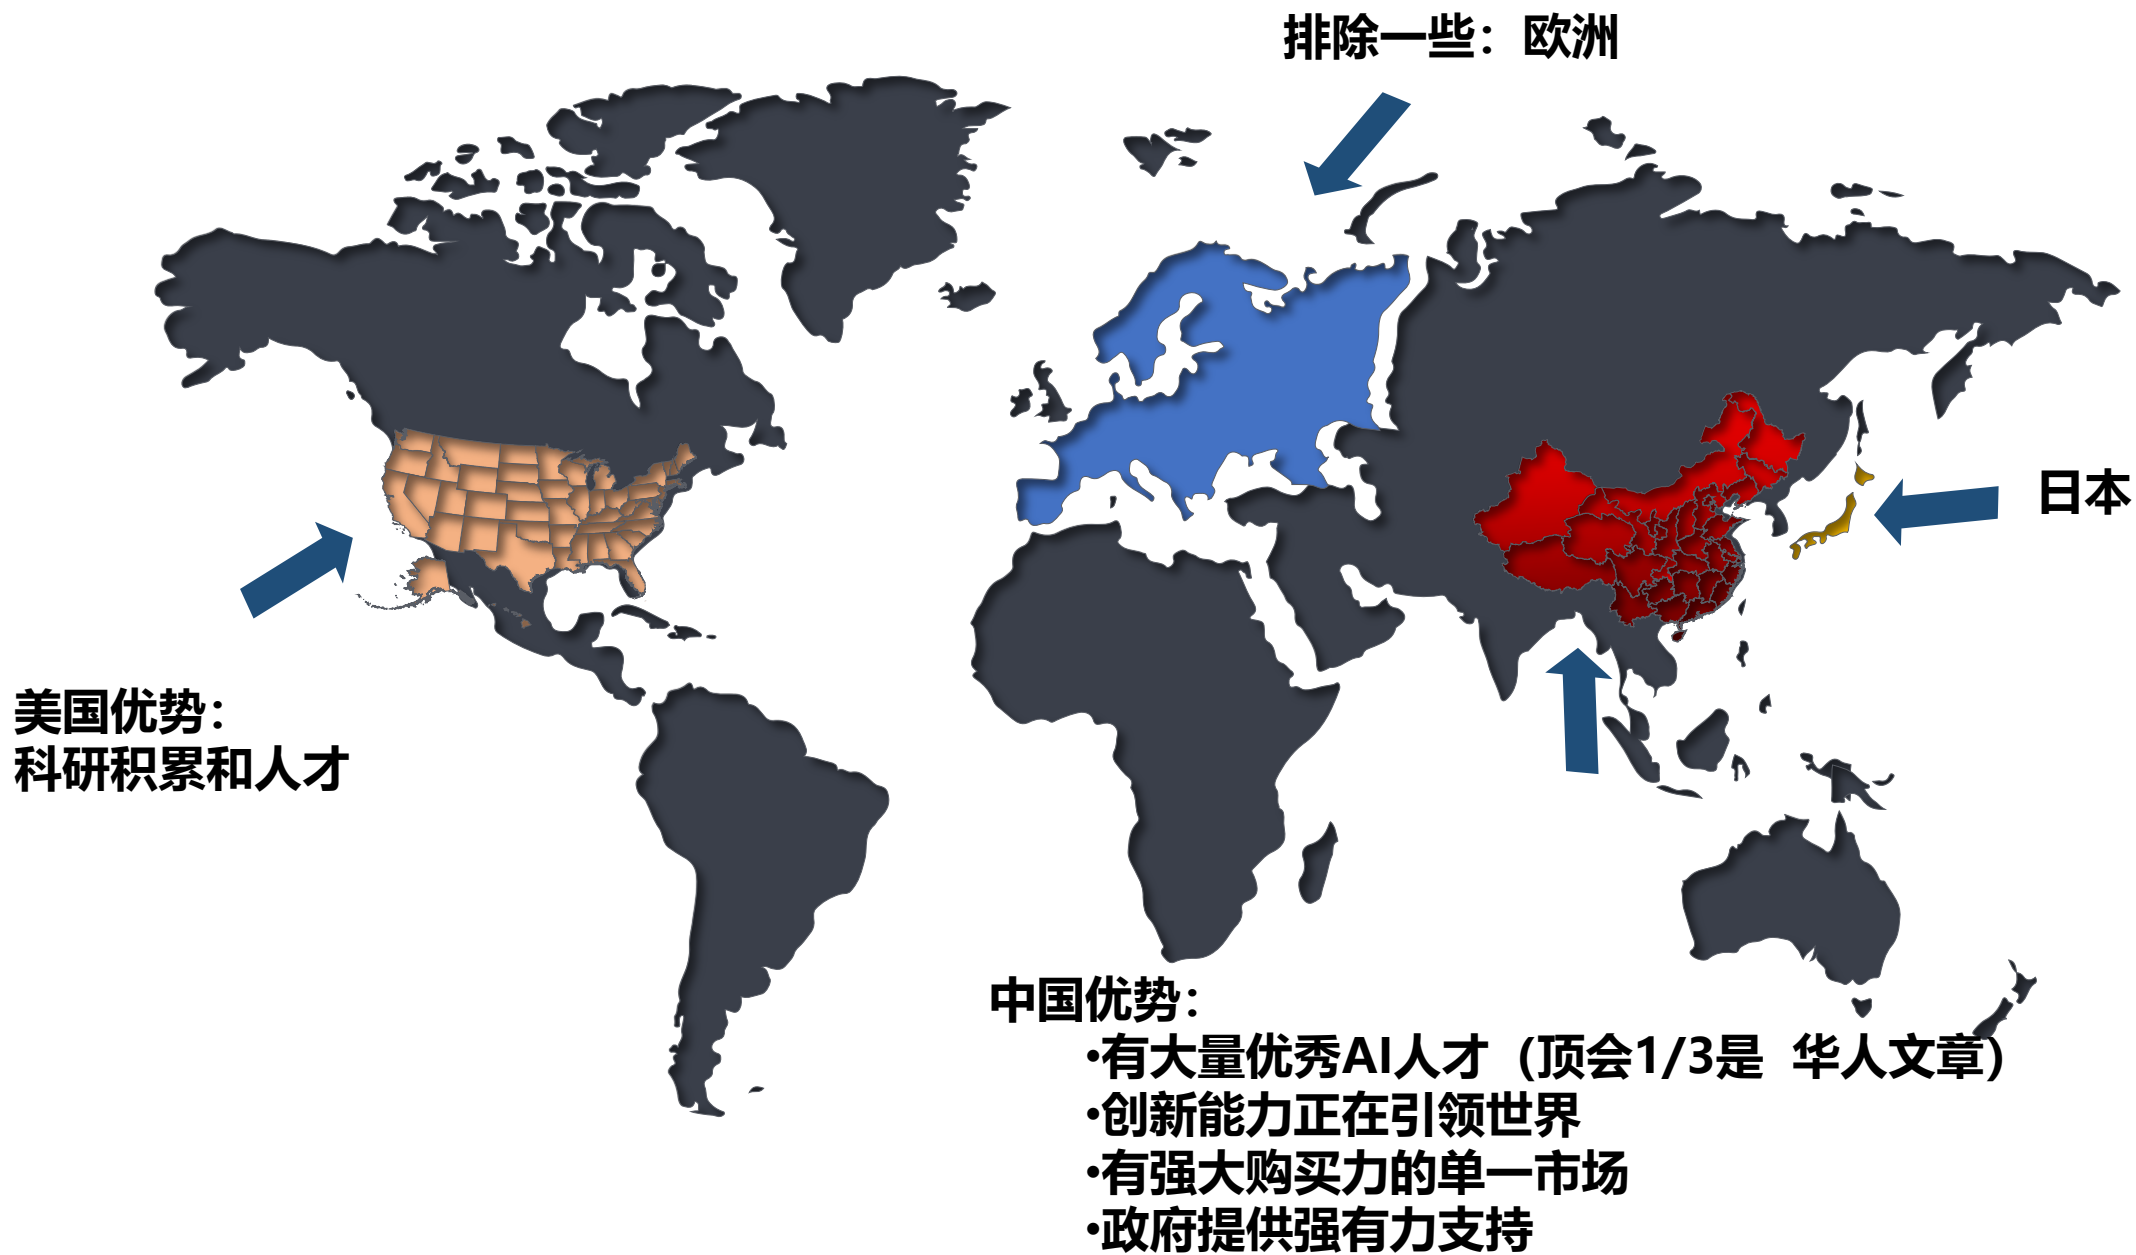 排除一些：欧洲
日本
美国优势：
科研积累和人才
中国优势：
•有大量优秀AI人才（顶会1/3是 华人文章）
•创新能力正在引领世界
•有强大购买力的单一市场
•政府提供强有力支持